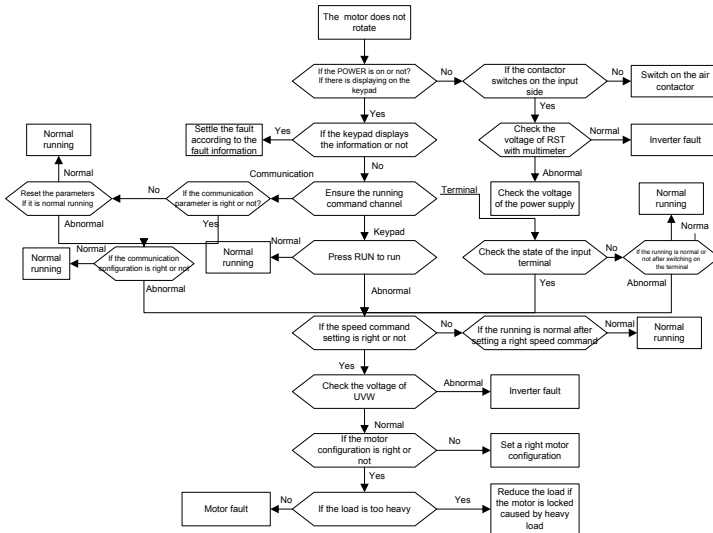 The motor does not
rotate
If the POWER is on or not?
If there is displaying on the
keypad
No
If the contactor
switches on the input
side
No
Switch on the air
contactor
Yes
Yes
Normal
running
Settle the fault
according to the
fault information
Yes
If the keypad displays
the information or not
Check the
voltage of RST
with multimeter
Normal
Inverter fault
Normal
No
Abnormal
Communication
Reset the parameters
If it is normal running
No
If the communication
parameter is right or not?
Ensure the running
command channel
Terminal
Check the voltage
of the power supply
Normal
running
Abnormal
Yes
Keypad
Norma
Normal
running
Normal
If the communication
configuration is right or not
Normal
running
Normal
Press RUN to run
Check the state of the input
terminal
No
If the running is normal or
not after switching on
the terminal
Abnormal
Abnormal
Yes
Abnormal
If the speed command
setting is right or not
No
If the running is normal after
setting a right speed command
Normal
Normal
running
Yes
Check the voltage of
UVW
Abnormal
Inverter fault
Normal
If the motor
configuration is right or
not
No
Set a right motor
configuration
Yes
Motor fault
No
If the load is too heavy
Yes
Reduce the load if
the motor is locked
caused by heavy
load